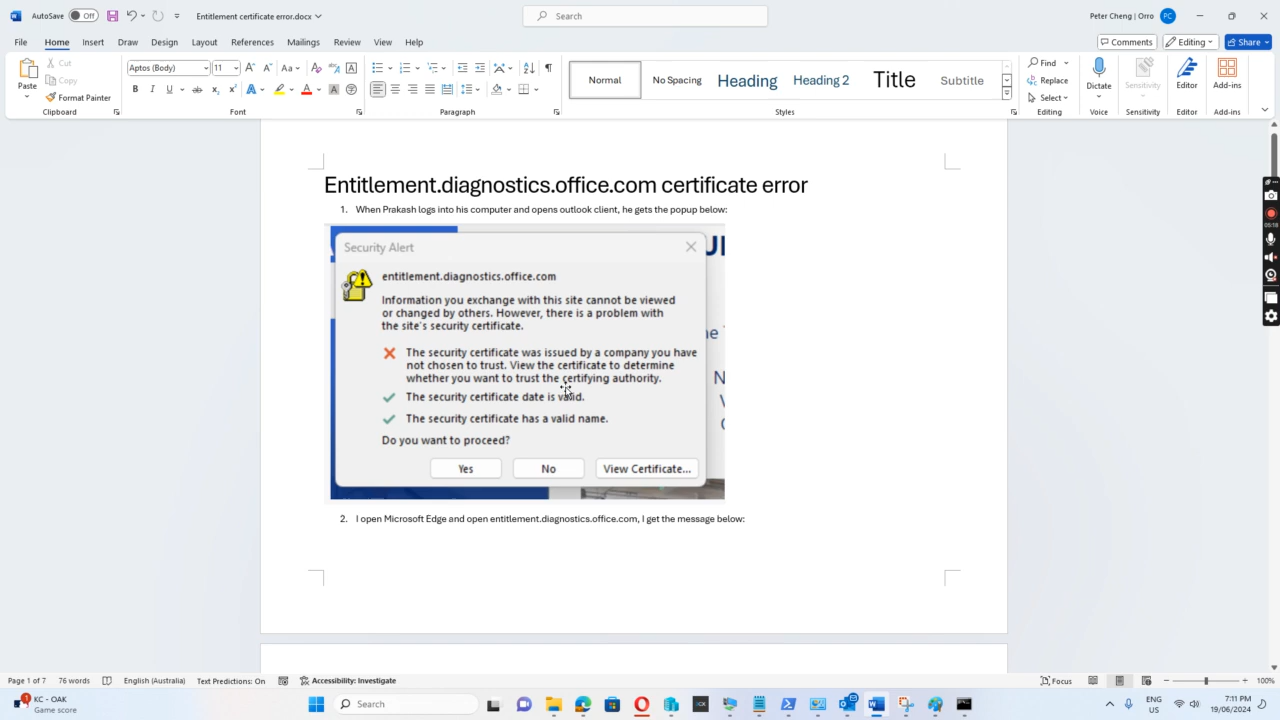 AutoSave Off Entitlement certificate error.docx Search Peter Cheng | Orro PC
File Home Insert Draw Design Layout References Mailings Review View Help Comments Editing Share
Paste Cut Copy Format Painter Clipboard
Aptos (Body) 11 Font
Paragraph
Normal No Spacing Heading Heading 2 Title Subtitle Styles
Find Replace Select Editing
Dictate Voice
Sensitivity Sensitivity
Editor Editor
Add-ins Add-ins
Entitlement.diagnostics.office.com certificate error
1. When Prakash logs into his computer and opens outlook client, he gets the popup below:
Security Alert
entitlement.diagnostics.office.com
Information you exchange with this site cannot be viewed
or changed by others. However, there is a problem with
the site's security certificate.
The security certificate was issued by a company you have
not chosen to trust. View the certificate to determine
whether you want to trust the certifying authority.
The security certificate date is valid.
The security certificate has a valid name.
Do you want to proceed?
Yes No View Certificate...
2. I open Microsoft Edge and open entitlement.diagnostics.office.com, I get the message below:
Page 1 of 7 76 words English (Australia) Text Predictions: On Accessibility: Investigate Focus 100%
KC - OAK
Game score
Search
ENG
US
7:11 PM
19/06/2024